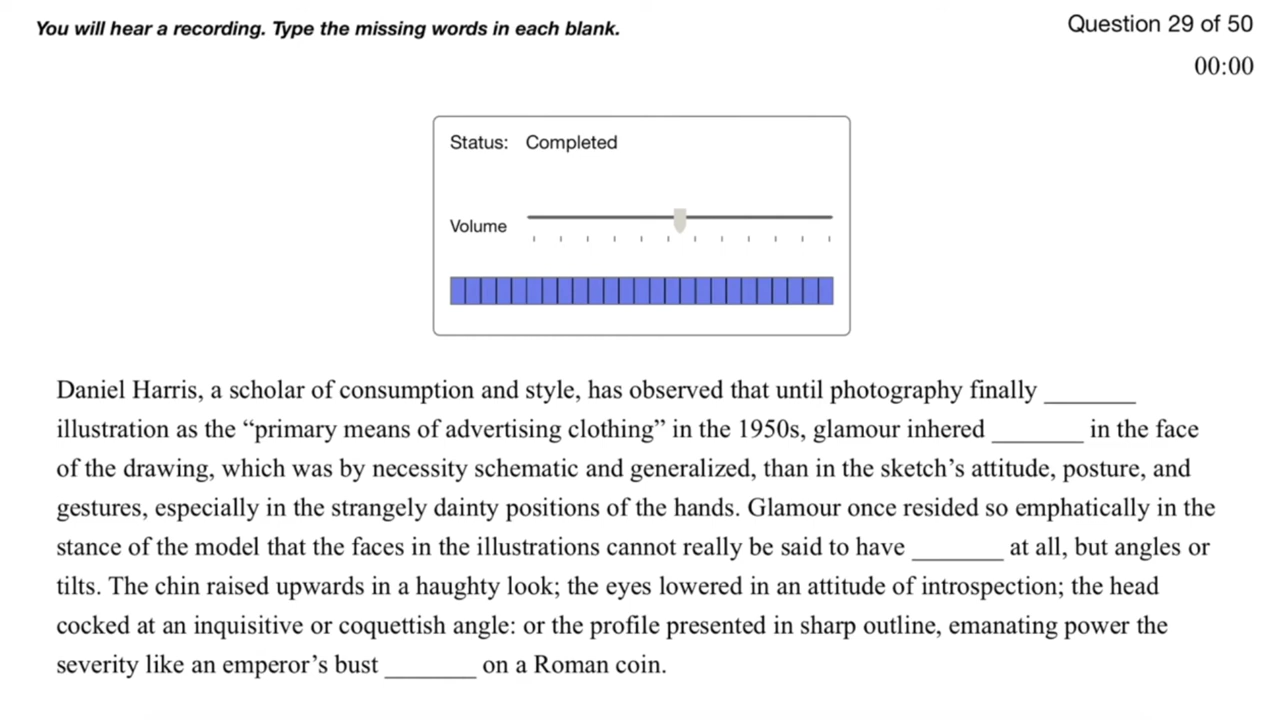 You will hear a recording. Type the missing words in each blank.
Question 29 of 50
00:00
Status: Completed
Volume
Daniel Harris, a scholar of consumption and style, has observed that until photography finally _______
illustration as the “primary means of advertising clothing” in the 1950s, glamour inhered _______ in the face
of the drawing, which was by necessity schematic and generalized, than in the sketch’s attitude, posture, and
gestures, especially in the strangely dainty positions of the hands. Glamour once resided so emphatically in the
stance of the model that the faces in the illustrations cannot really be said to have _______ at all, but angles or
tilts. The chin raised upwards in a haughty look; the eyes lowered in an attitude of introspection; the head
cocked at an inquisitive or coquettish angle: or the profile presented in sharp outline, emanating power the
severity like an emperor’s bust _______ on a Roman coin.